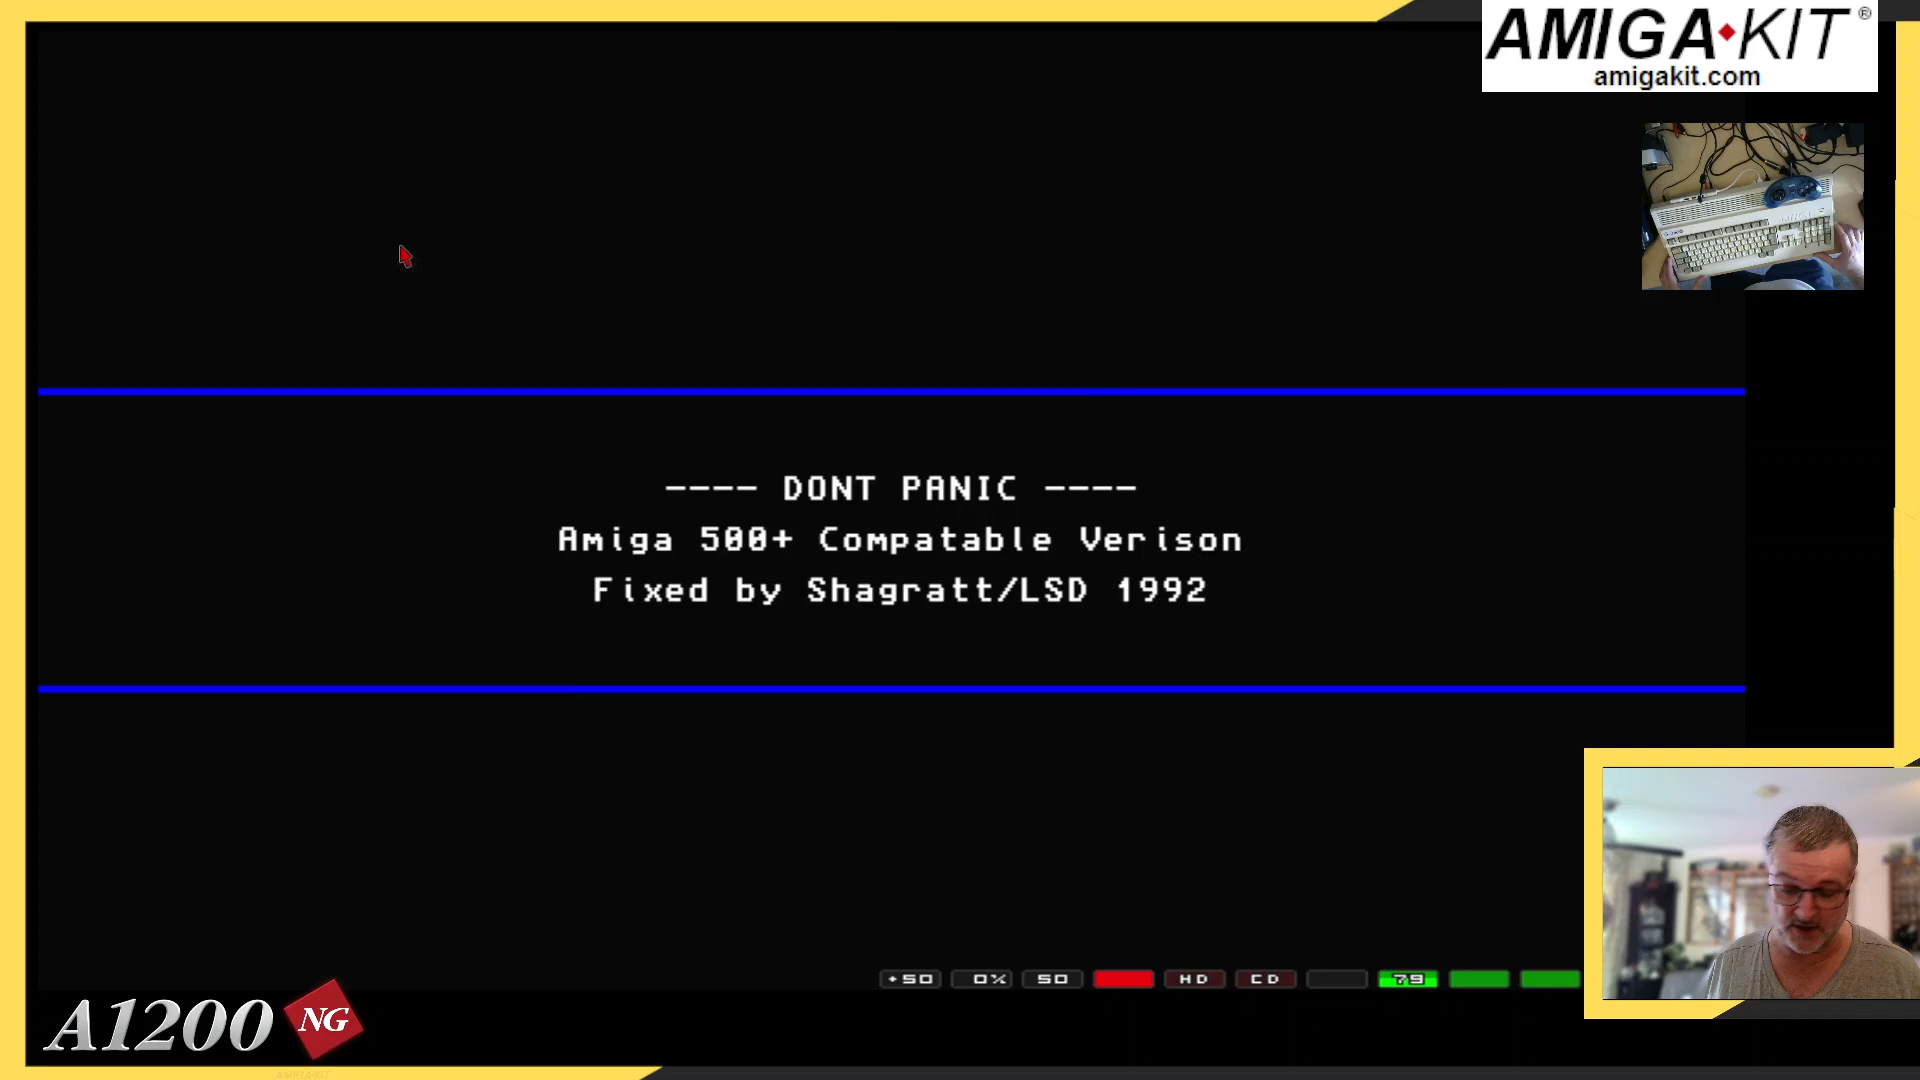 AMIGA KIT ®
amigakit.com
---- DONT PANIC ----
Amiga 500+ Compatable Verison
Fixed by Shagratt/LSD 1992
+50 0% 50 HD CD 79
A1200 NG